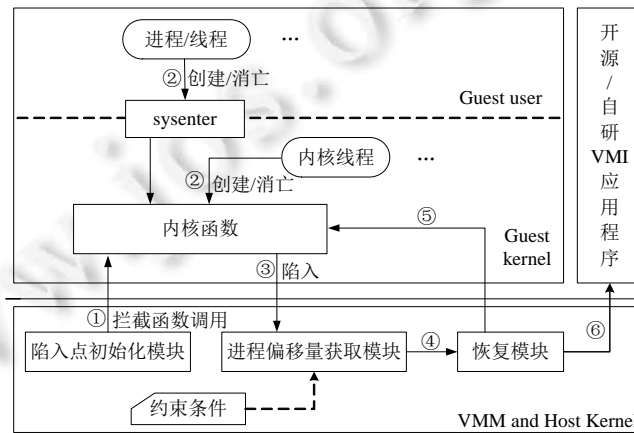 进程/线程
…
②创建/消亡
sysenter
Guest user
内核线程
…
②创建/消亡
内核函数
⑤
Guest
kernel
③陷入
开
源
/
自
研
VMI
应
用
程
序
①拦截函数调用
⑥
陷入点初始化模块
进程偏移量获取模块
④
恢复模块
约束条件
VMM and Host Kernel